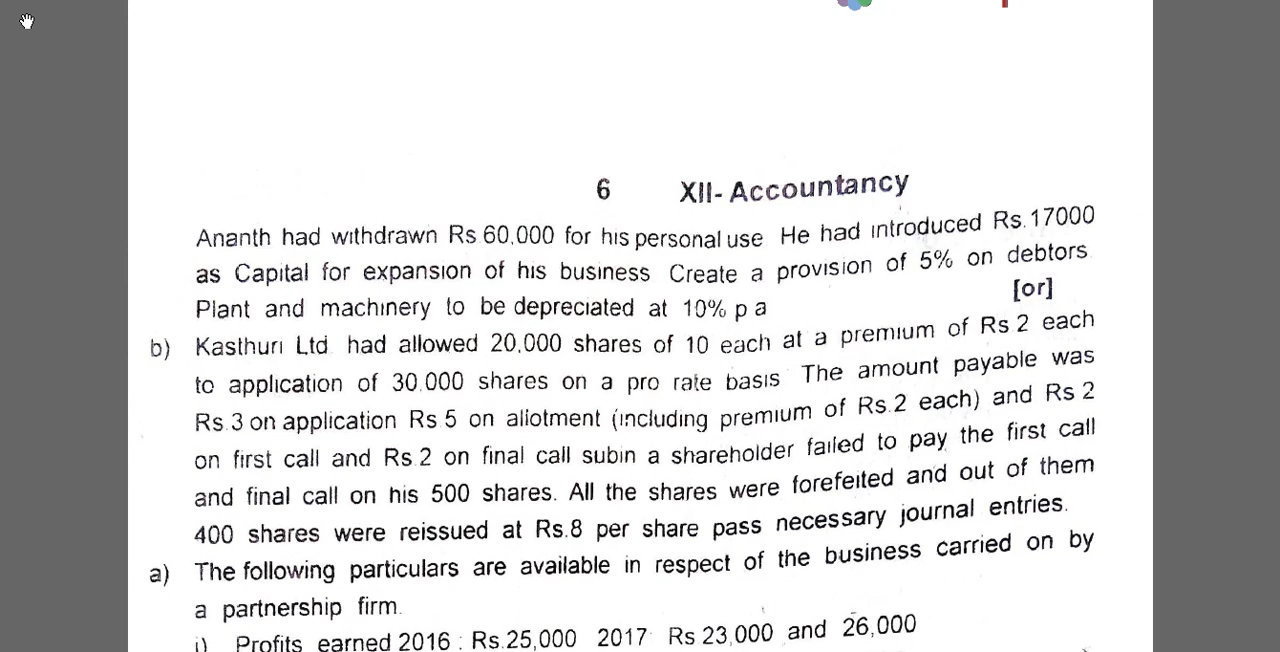 6 XII- Accountancy
Ananth had withdrawn Rs 60,000 for his personal use He had introduced Rs.17000
as Capital for expansion of his business Create a provision of 5% on debtors
Plant and machinery to be depreciated at 10% p a
[or]
b) Kasthuri Ltd had allowed 20,000 shares of 10 each at a premium of Rs 2 each
to application of 30,000 shares on a pro rate basis The amount payable was
Rs.3 on application Rs 5 on allotment (including premium of Rs.2 each) and Rs 2
on first call and Rs.2 on final call subin a shareholder failed to pay the first call
and final call on his 500 shares. All the shares were forefeited and out of them
400 shares were reissued at Rs.8 per share pass necessary journal entries.
a) The following particulars are available in respect of the business carried on by
a partnership firm.
i) Profits earned 2016 : Rs.25,000 2017 Rs 23,000 and 26,000